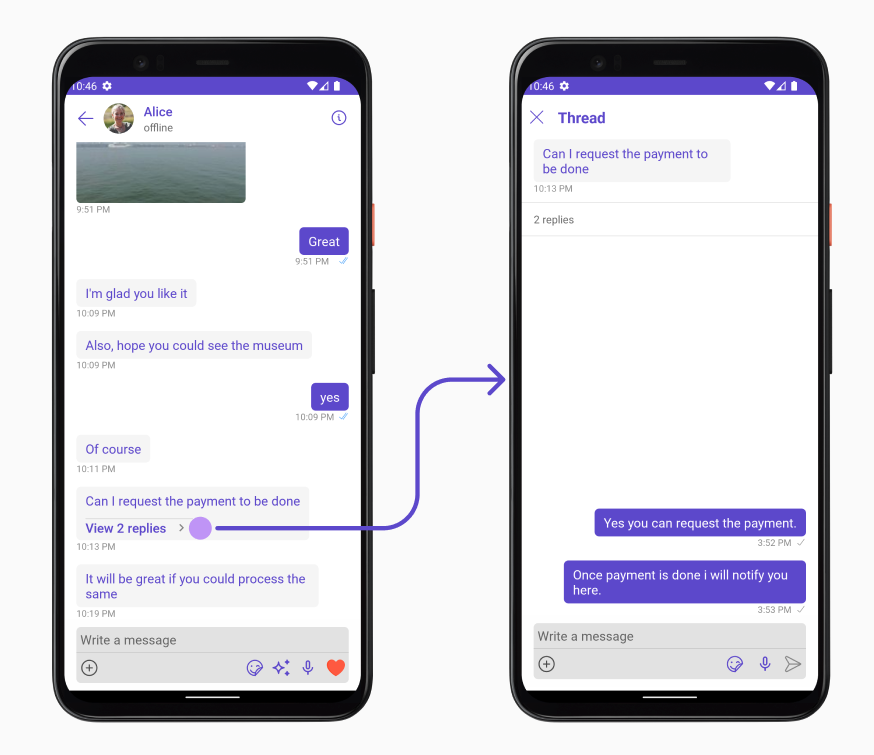 10:46
Alice
offline
9:51 PM
Great
9:51 PM
I'm glad you like it
10:09 PM
Also, hope you could see the museum
10:09 PM
yes
10:09 PM
Of course
10:11 PM
Can I request the payment to be done
View 2 replies
10:13 PM
It will be great if you could process the
same
10:19 PM
Write a message
10:46
Thread
Can I request the payment to
be done
10:13 PM
2 replies
Yes you can request the payment.
3:52 PM
Once payment is done i will notify you
here.
3:53 PM
Write a message